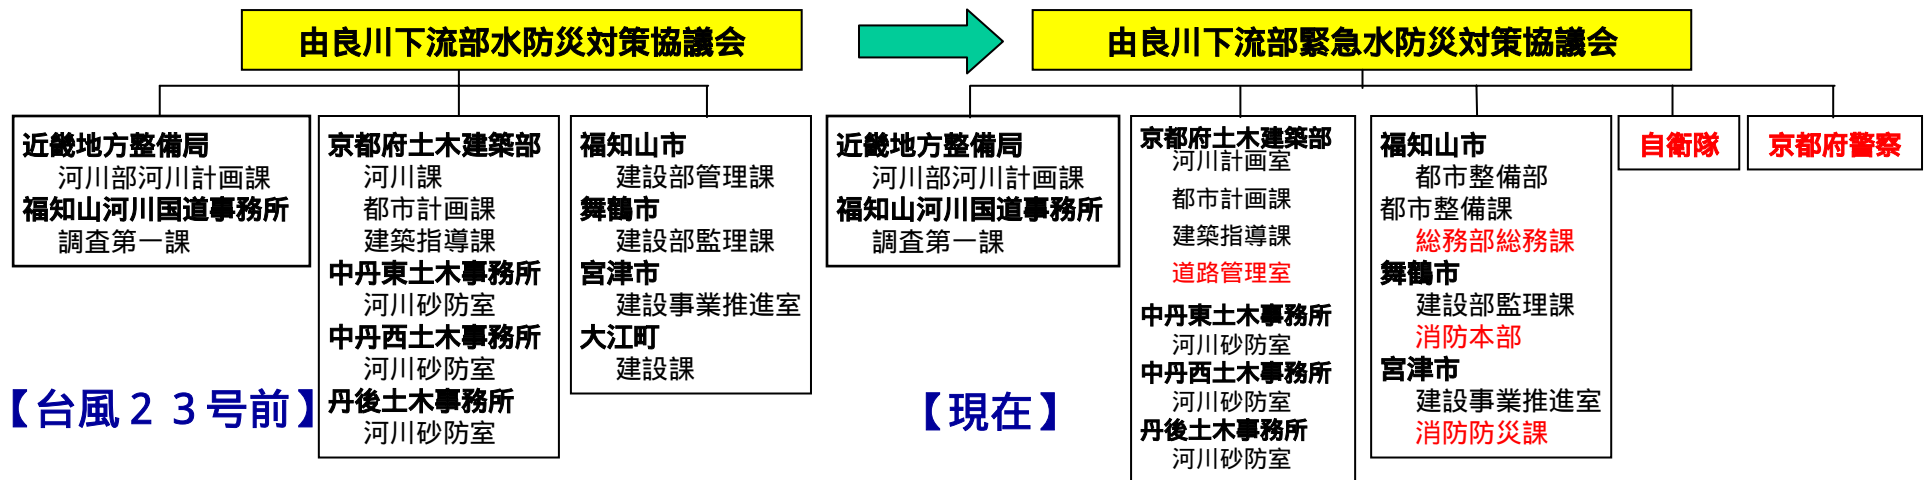 由良川下流部水防災対策協議会
近畿地方整備局
河川部河川計画課
福知山河川国道事務所
調査第一課
京都府土木建築部
河川課
都市計画課
建築指導課
中丹東土木事務所
河川砂防室
中丹西土木事務所
河川砂防室
丹後土木事務所
河川砂防室
福知山市
建設部管理課
舞鶴市
建設部監理課
宮津市
建設事業推進室
大江町
建設課
【台風２３号前】
由良川下流部緊急水防災対策協議会
近畿地方整備局
河川部河川計画課
福知山河川国道事務所
調査第一課
京都府土木建築部
河川計画室
都市計画課
建築指導課
道路管理室
中丹東土木事務所
河川砂防室
中丹西土木事務所
河川砂防室
丹後土木事務所
河川砂防室
福知山市
都市整備部
都市整備課
総務部総務課
舞鶴市
建設部監理課
消防本部
宮津市
建設事業推進室
消防防災課
自衛隊
京都府警察
【現在】